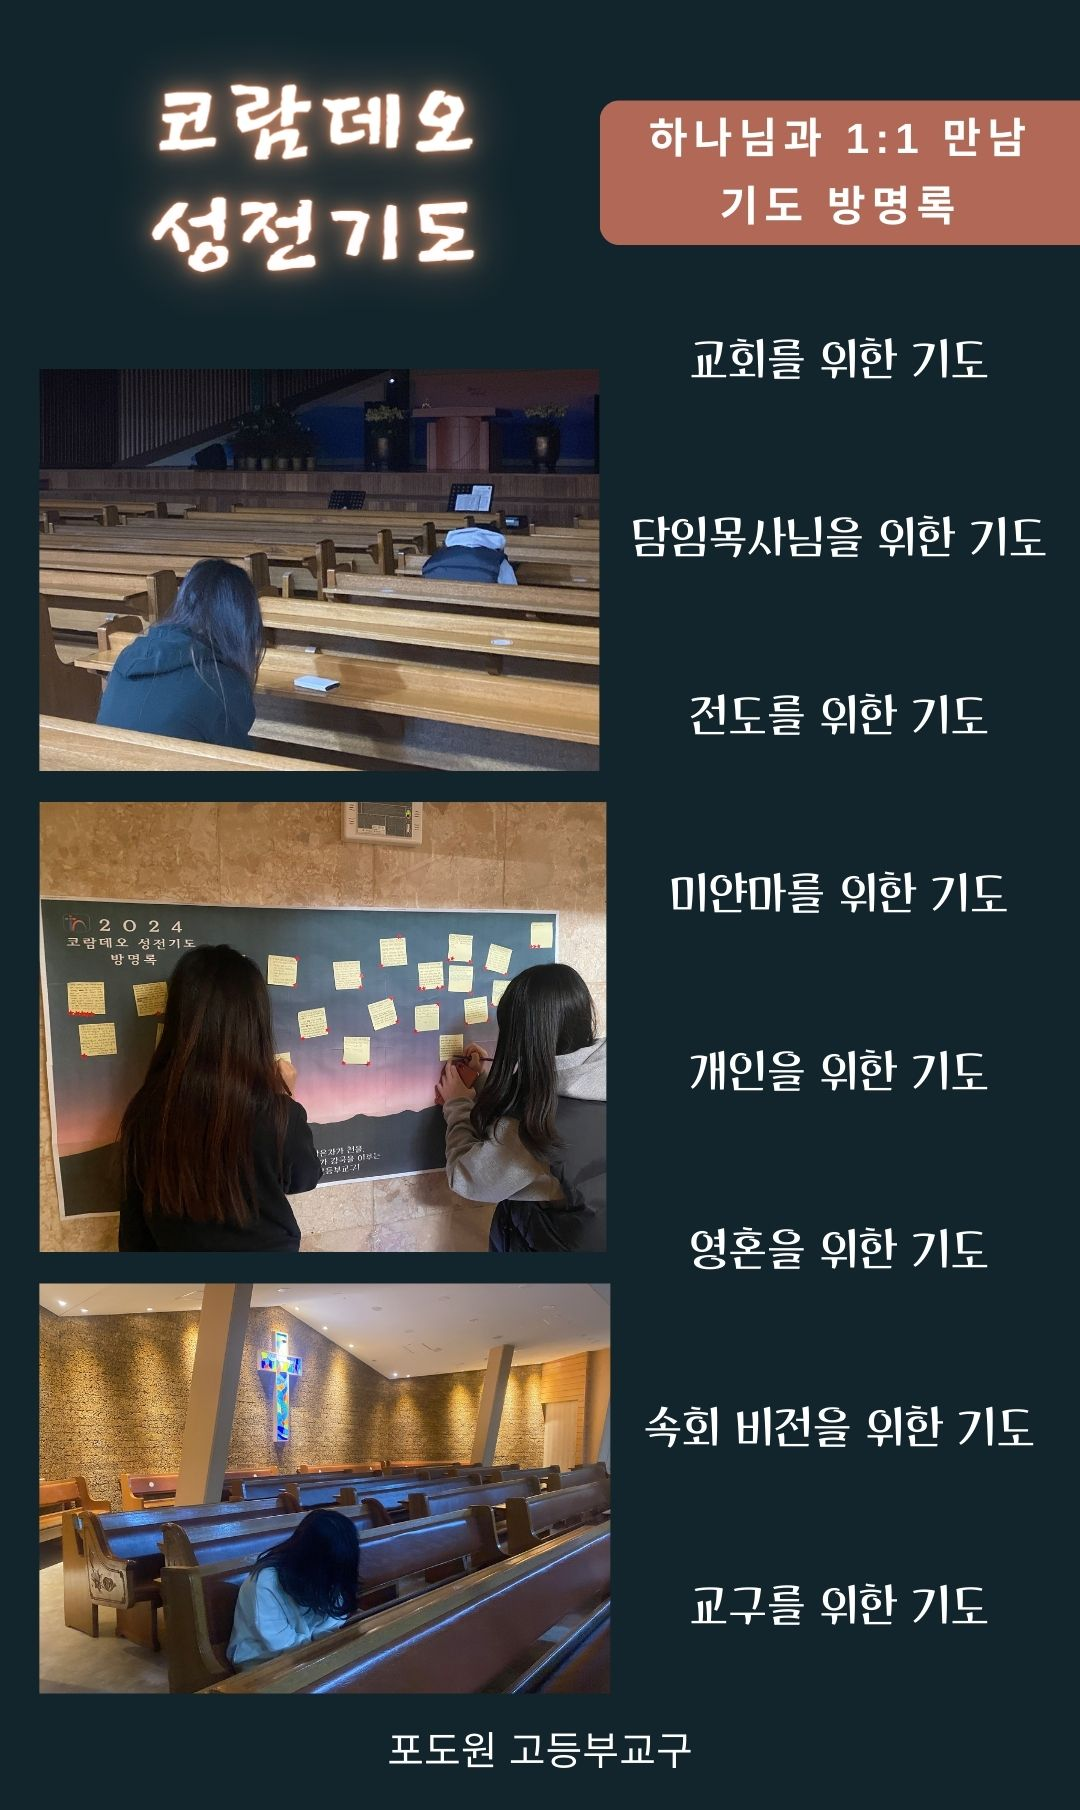 코람데오
성전기도
하나님과 1:1 만남
기도 방명록
교회를 위한 기도
담임목사님을 위한 기도
전도를 위한 기도
미얀마를 위한 기도
개인을 위한 기도
영혼을 위한 기도
속회 비전을 위한 기도
교구를 위한 기도
2024
코람데오 성전기도
방명록
포도원 고등부교구